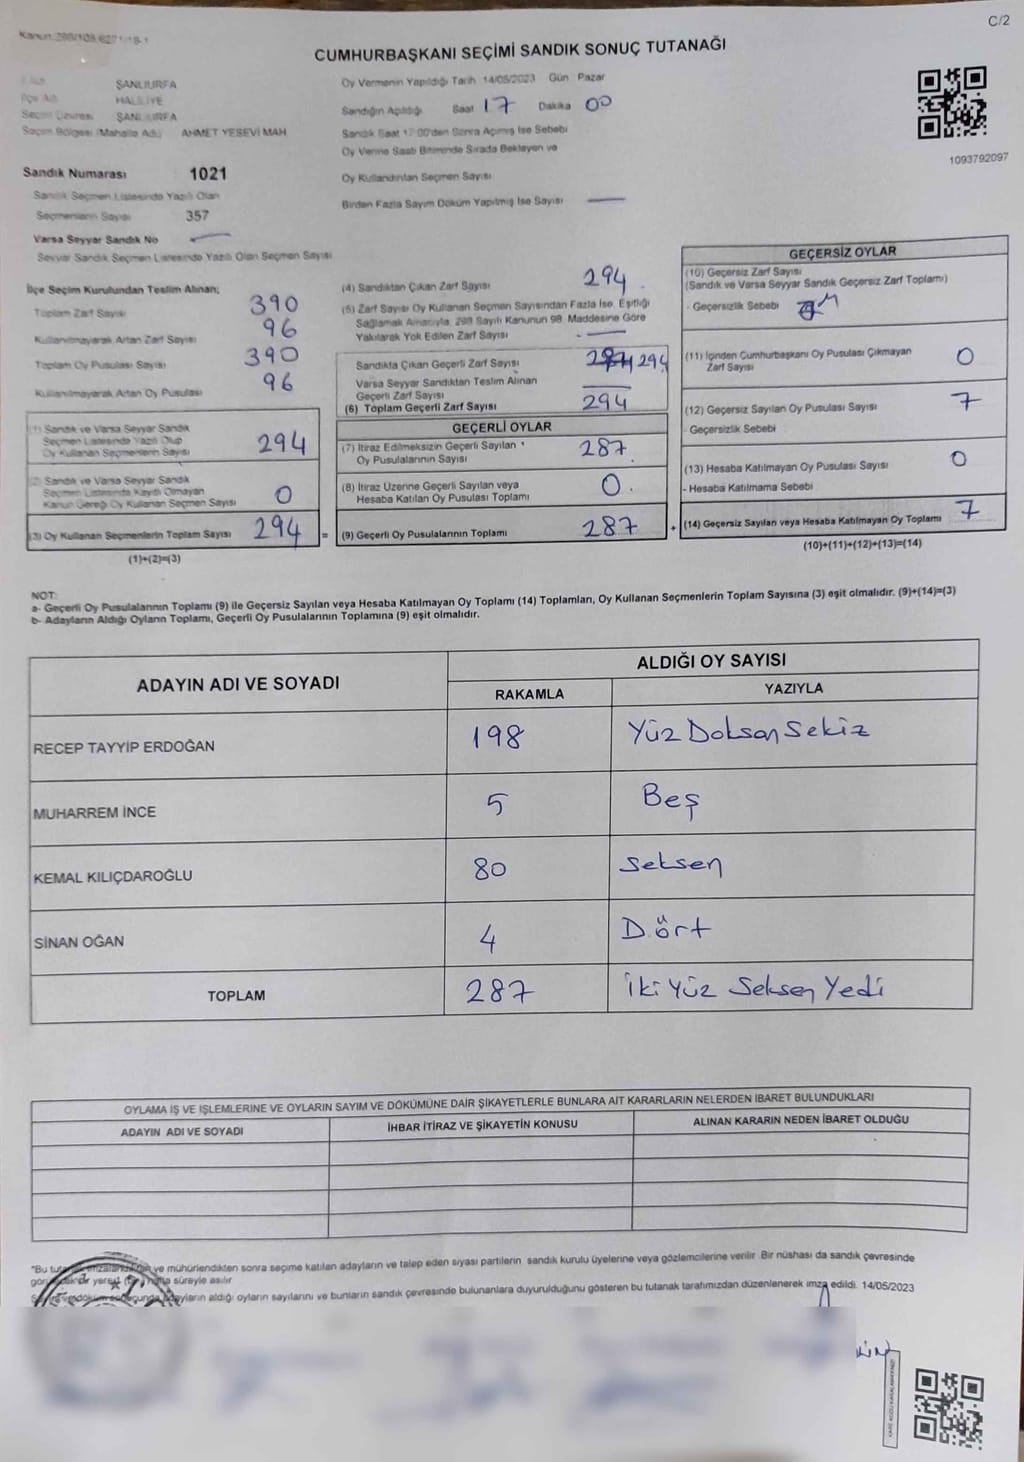 C/2
Kanun:298/108,6271/18-1
CUMHURBAŞKANI SEÇİMİ SANDIK SONUÇ TUTANAĞI
ŞANLIURFA
İlçe Adı HALİLİYE
Seçim Çevresi ŞANLIURFA
Seçim Bölgesi (Mahalle Adı) AHMET YESEVİ MAH
Oy Vermenin Yapıldığı Tarih 14/05/2023 Gün Pazar
Sandığın Açıldığı Saat 17 Dakika 00
Sandık Saat 17:00'den Sonra Açılmış İse Sebebi
Oy Verme Saati Bitiminde Sırada Bekleyen ve
Oy Kullandırılan Seçmen Sayısı
Birden Fazla Sayım Döküm Yapılmış İse Sayısı —
1093792097
Sandık Numarası 1021
Sandık Seçmen Listesinde Yazılı Olan
Seçmenlerin Sayısı 357
Varsa Seyyar Sandık No —
Seyyar Sandık Seçmen Listesinde Yazılı Olan Seçmen Sayısı
İlçe Seçim Kurulundan Teslim Alınan;
Toplam Zarf Sayısı 390
Kullanılmayarak Artan Zarf Sayısı 96
Toplam Oy Pusulası Sayısı 390
Kullanılmayarak Artan Oy Pusulası 96
(1) Sandık ve Varsa Seyyar Sandık
Seçmen Listesinde Yazılı Olup
Oy Kullanan Seçmenlerin Sayısı 294
(2) Sandık ve Varsa Seyyar Sandık
Seçmen Listesinde Kayıtlı Olmayan
Kanun Gereği Oy Kullanan Seçmen Sayısı 0
(3) Oy Kullanan Seçmenlerin Toplam Sayısı 294 =
(1)+(2)=(3)
(4) Sandıktan Çıkan Zarf Sayısı 294
(5) Zarf Sayısı Oy Kullanan Seçmen Sayısından Fazla İse, Eşitliği
Sağlamak Amacıyla, 298 Sayılı Kanunun 98. Maddesine Göre
Yakılarak Yok Edilen Zarf Sayısı —
Sandıkta Çıkan Geçerli Zarf Sayısı 294
Varsa Seyyar Sandıktan Teslim Alınan
Geçerli Zarf Sayısı —
(6) Toplam Geçerli Zarf Sayısı 294
GEÇERLİ OYLAR
(7) İtiraz Edilmeksizin Geçerli Sayılan
Oy Pusulalarının Sayısı 287
(8) İtiraz Üzerine Geçerli Sayılan veya
Hesaba Katılan Oy Pusulası Toplamı 0
(9) Geçerli Oy Pusulalarının Toplamı 287 +
GEÇERSİZ OYLAR
(10) Geçersiz Zarf Sayısı
(Sandık ve Varsa Seyyar Sandık Geçersiz Zarf Toplamı)
- Geçersizlik Sebebi
(11) İçinden Cumhurbaşkanı Oy Pusulası Çıkmayan
Zarf Sayısı 0
(12) Geçersiz Sayılan Oy Pusulası Sayısı 7
- Geçersizlik Sebebi
(13) Hesaba Katılmayan Oy Pusulası Sayısı 0
- Hesaba Katılmama Sebebi
(14) Geçersiz Sayılan veya Hesaba Katılmayan Oy Toplamı 7
(10)+(11)+(12)+(13)=(14)
NOT:
a- Geçerli Oy Pusulalarının Toplamı (9) ile Geçersiz Sayılan veya Hesaba Katılmayan Oy Toplamı (14) Toplamları, Oy Kullanan Seçmenlerin Toplam Sayısına (3) eşit olmalıdır. (9)+(14)=(3)
b- Adayların Aldığı Oyların Toplamı, Geçerli Oy Pusulalarının Toplamına (9) eşit olmalıdır.
ADAYIN ADI VE SOYADI ALDIĞI OY SAYISI
RAKAMLA YAZIYLA
RECEP TAYYİP ERDOĞAN 198 Yüz Doksan Sekiz
MUHARREM İNCE 5 Beş
KEMAL KILIÇDAROĞLU 80 Seksen
SİNAN OĞAN 4 Dört
TOPLAM 287 İki Yüz Seksen Yedi
OYLAMA İŞ VE İŞLEMLERİNE VE OYLARIN SAYIM VE DÖKÜMÜNE DAİR ŞİKAYETLERLE BUNLARA AİT KARARLARIN NELERDEN İBARET BULUNDUKLARI
ADAYIN ADI VE SOYADI İHBAR İTİRAZ VE ŞİKAYETİN KONUSU ALINAN KARARIN NEDEN İBARET OLDUĞU
"Bu tutanak imzalandıktan ve mühürlendikten sonra seçime katılan adayların ve talep eden siyasi partilerin sandık kurulu üyelerine veya gözlemcilerine verilir. Bir nüshası da sandık çevresinde
yere süreyle asılır
adayların aldığı oyların sayılarını ve bunların sandık çevresinde bulunanlara duyurulduğunu gösteren bu tutanak tarafımızdan düzenlenerek imza edildi. 14/05/2023